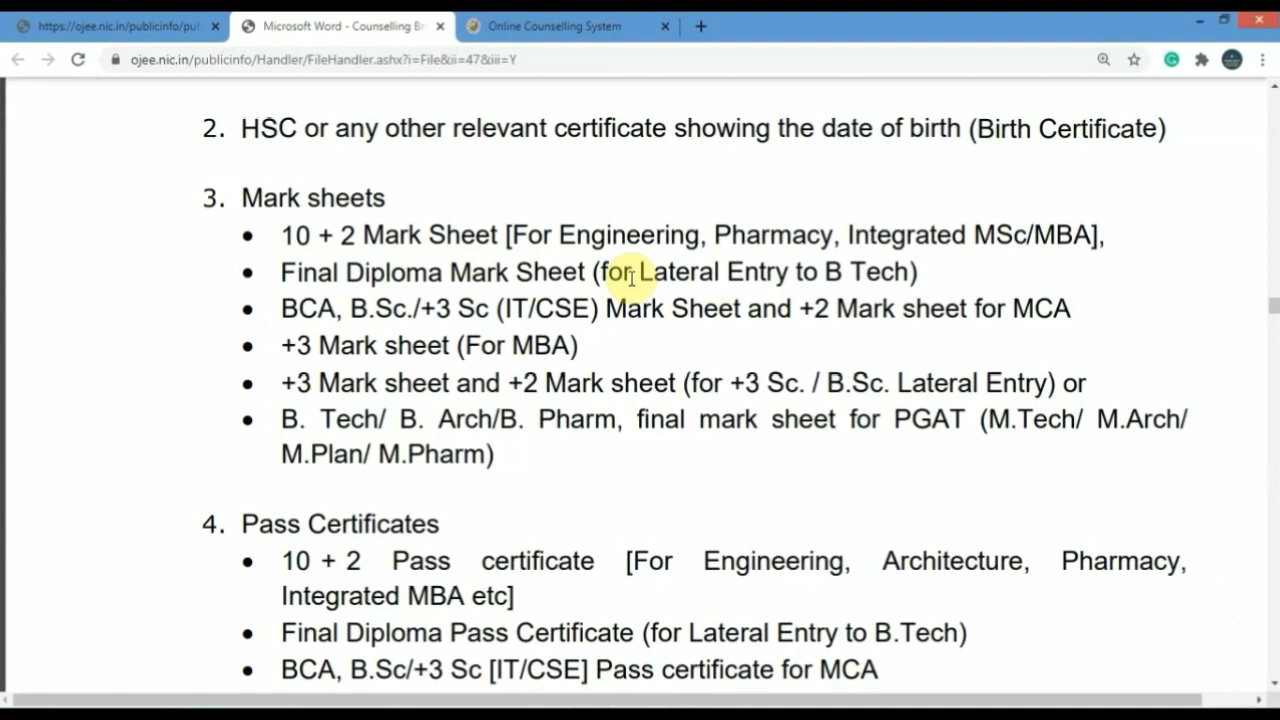 https://ojee.nic.in/publicinfo/pul
Microsoft Word - Counselling Br
Online Counselling System
ojee.nic.in/publicinfo/Handler/FileHandler.ashx?i=File&ii=47&iii=Y
2. HSC or any other relevant certificate showing the date of birth (Birth Certificate)
3. Mark sheets
• 10 + 2 Mark Sheet [For Engineering, Pharmacy, Integrated MSc/MBA],
• Final Diploma Mark Sheet (for Lateral Entry to B Tech)
• BCA, B.Sc./+3 Sc (IT/CSE) Mark Sheet and +2 Mark sheet for MCA
• +3 Mark sheet (For MBA)
• +3 Mark sheet and +2 Mark sheet (for +3 Sc. / B.Sc. Lateral Entry) or
• B. Tech/ B. Arch/B. Pharm, final mark sheet for PGAT (M.Tech/ M.Arch/
M.Plan/ M.Pharm)
4. Pass Certificates
• 10 + 2 Pass certificate [For Engineering, Architecture, Pharmacy,
Integrated MBA etc]
• Final Diploma Pass Certificate (for Lateral Entry to B.Tech)
• BCA, B.Sc/+3 Sc [IT/CSE] Pass certificate for MCA